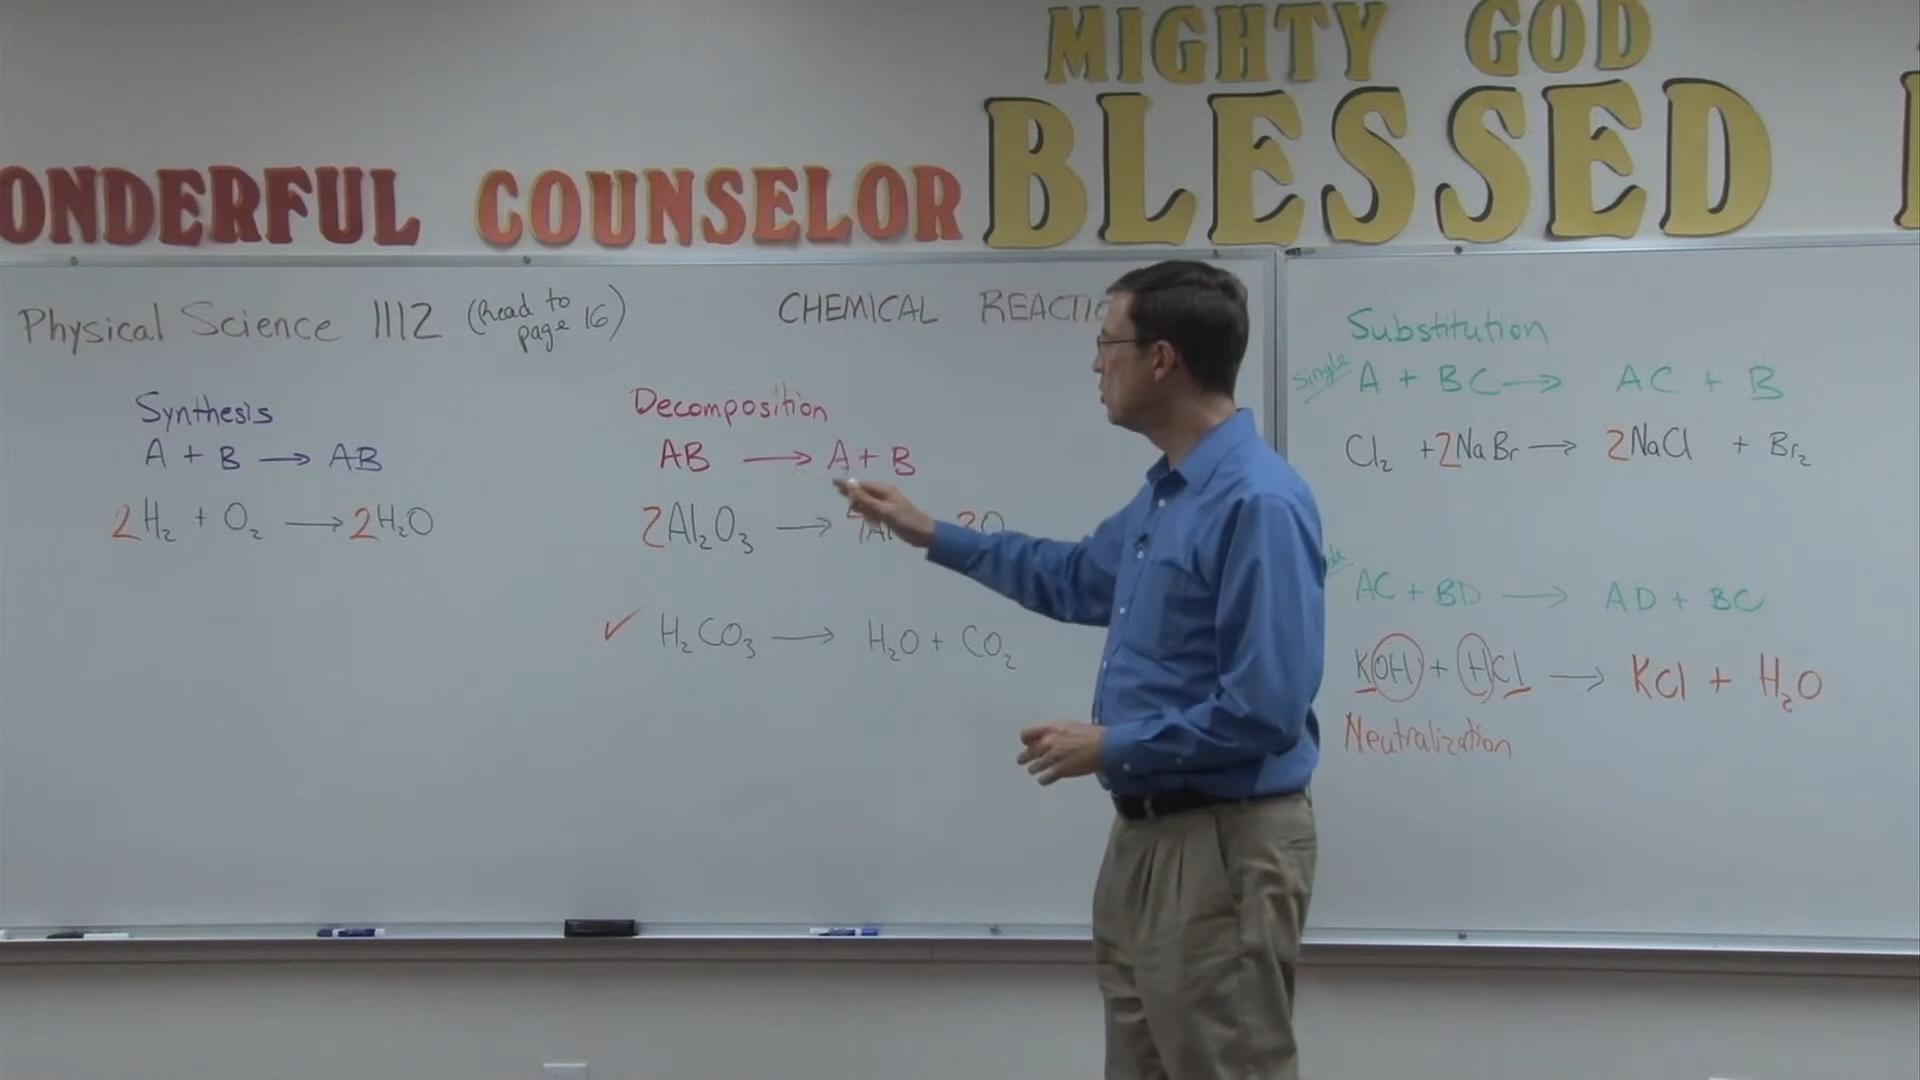 MIGHTY GOD
ONDERFUL COUNSELOR BLESSED
Physical Science 1112 (Read to page 16)
CHEMICAL REACTIO
Synthesis
A + B → AB
2H₂ + O₂ → 2H₂O
Decomposition
AB → A + B
2Al₂O₃ → 4Al
✓ H₂CO₃ → H₂O + CO₂
Substitution
Single A + BC → AC + B
Cl₂ + 2NaBr → 2NaCl + Br₂
AC + BD → AD + BC
KOH + HCl → KCl + H₂O
Neutralization